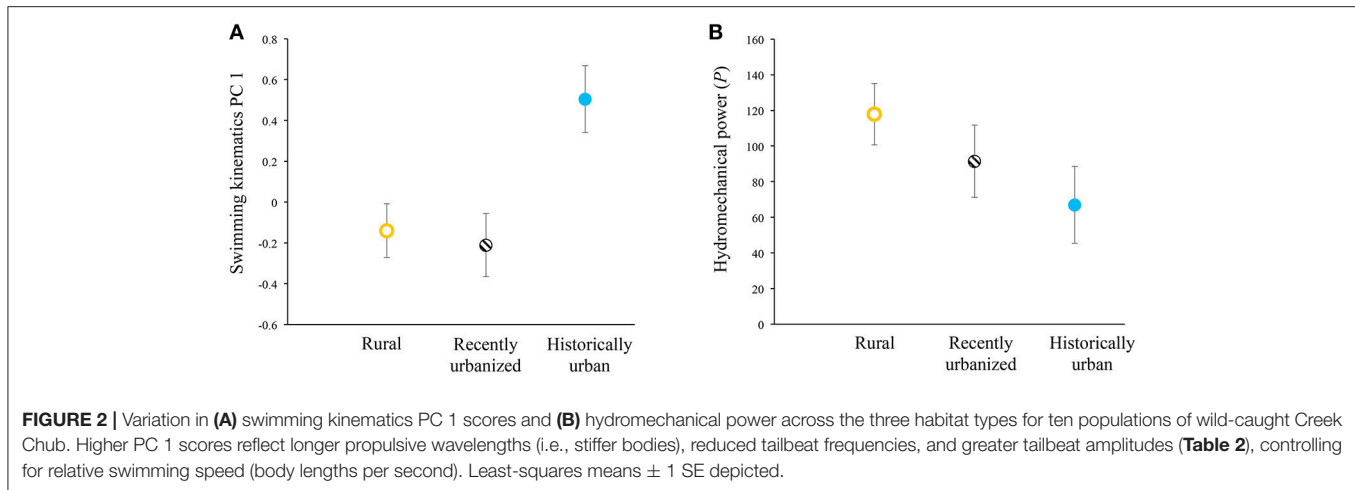 A
0.8
0.6
0.4
0.2
0
-0.2
-0.4
-0.6
Swimming kinematics PC 1
Rural
Recently
urbanized
Historically
urban
B
160
140
120
100
80
60
40
20
0
Hydromechanical power (P)
Rural
Recently
urbanized
Historically
urban
FIGURE 2 | Variation in (A) swimming kinematics PC 1 scores and (B) hydromechanical power across the three habitat types for ten populations of wild-caught Creek
Chub. Higher PC 1 scores reflect longer propulsive wavelengths (i.e., stiffer bodies), reduced tailbeat frequencies, and greater tailbeat amplitudes (Table 2), controlling
for relative swimming speed (body lengths per second). Least-squares means ± 1 SE depicted.